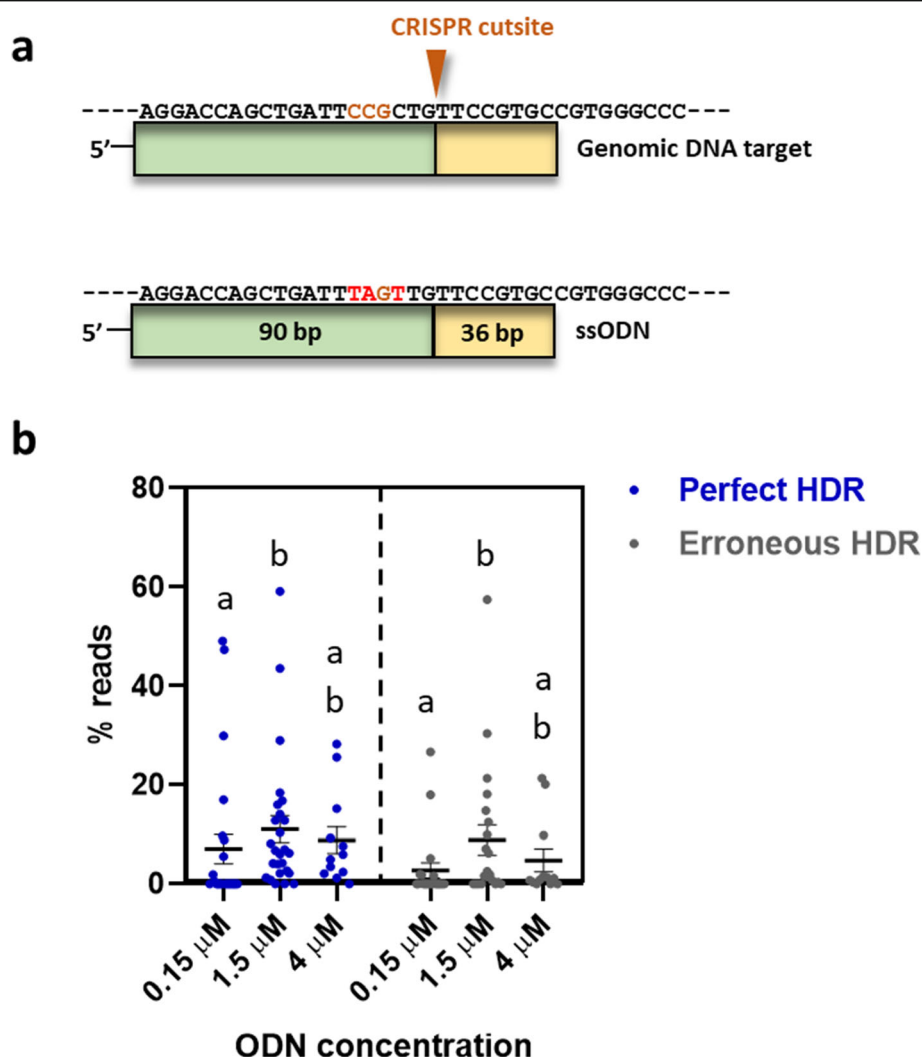 a
CRISPR cutsite
----AGGACCAGCTGATTCCGCTGTTCCGTGCCGTGGGCCC---
5’
Genomic DNA target
----AGGACCAGCTGATTTAGTTGTTCCGTGCCGTGGGCCC---
5’
90 bp
36 bp
ssODN
b
% reads
80
60
40
20
0
a
b
a
b
a
b
a
b
Perfect HDR
Erroneous HDR
0.15 µM
1.5 µM
4 µM
0.15 µM
1.5 µM
4 µM
ODN concentration